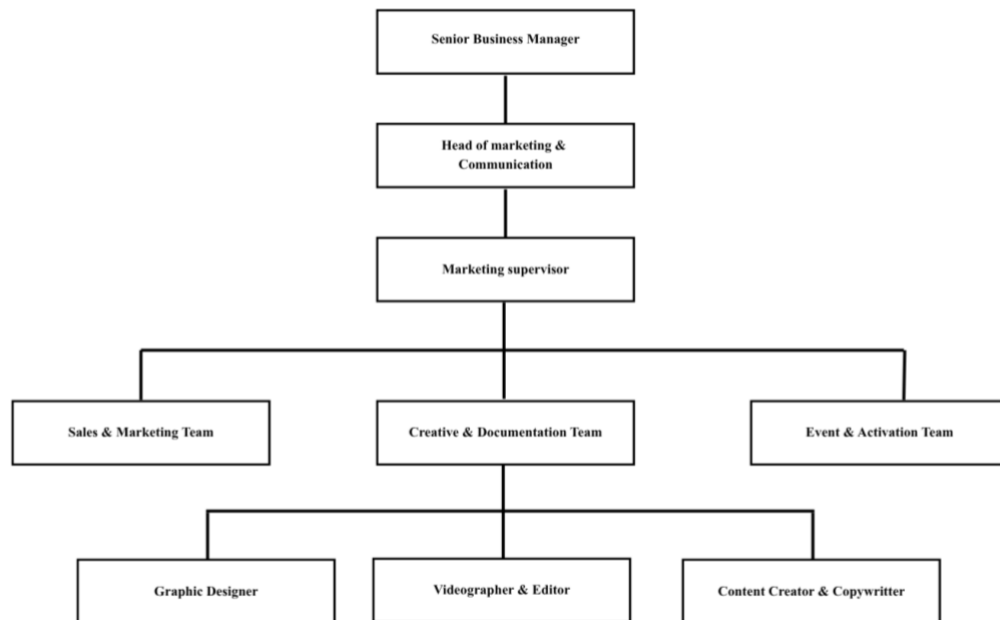 Senior Business Manager
Head of marketing &
Communication
Marketing supervisor
Sales & Marketing Team
Creative & Documentation Team
Event & Activation Team
Graphic Designer
Videographer & Editor
Content Creator & Copywritter